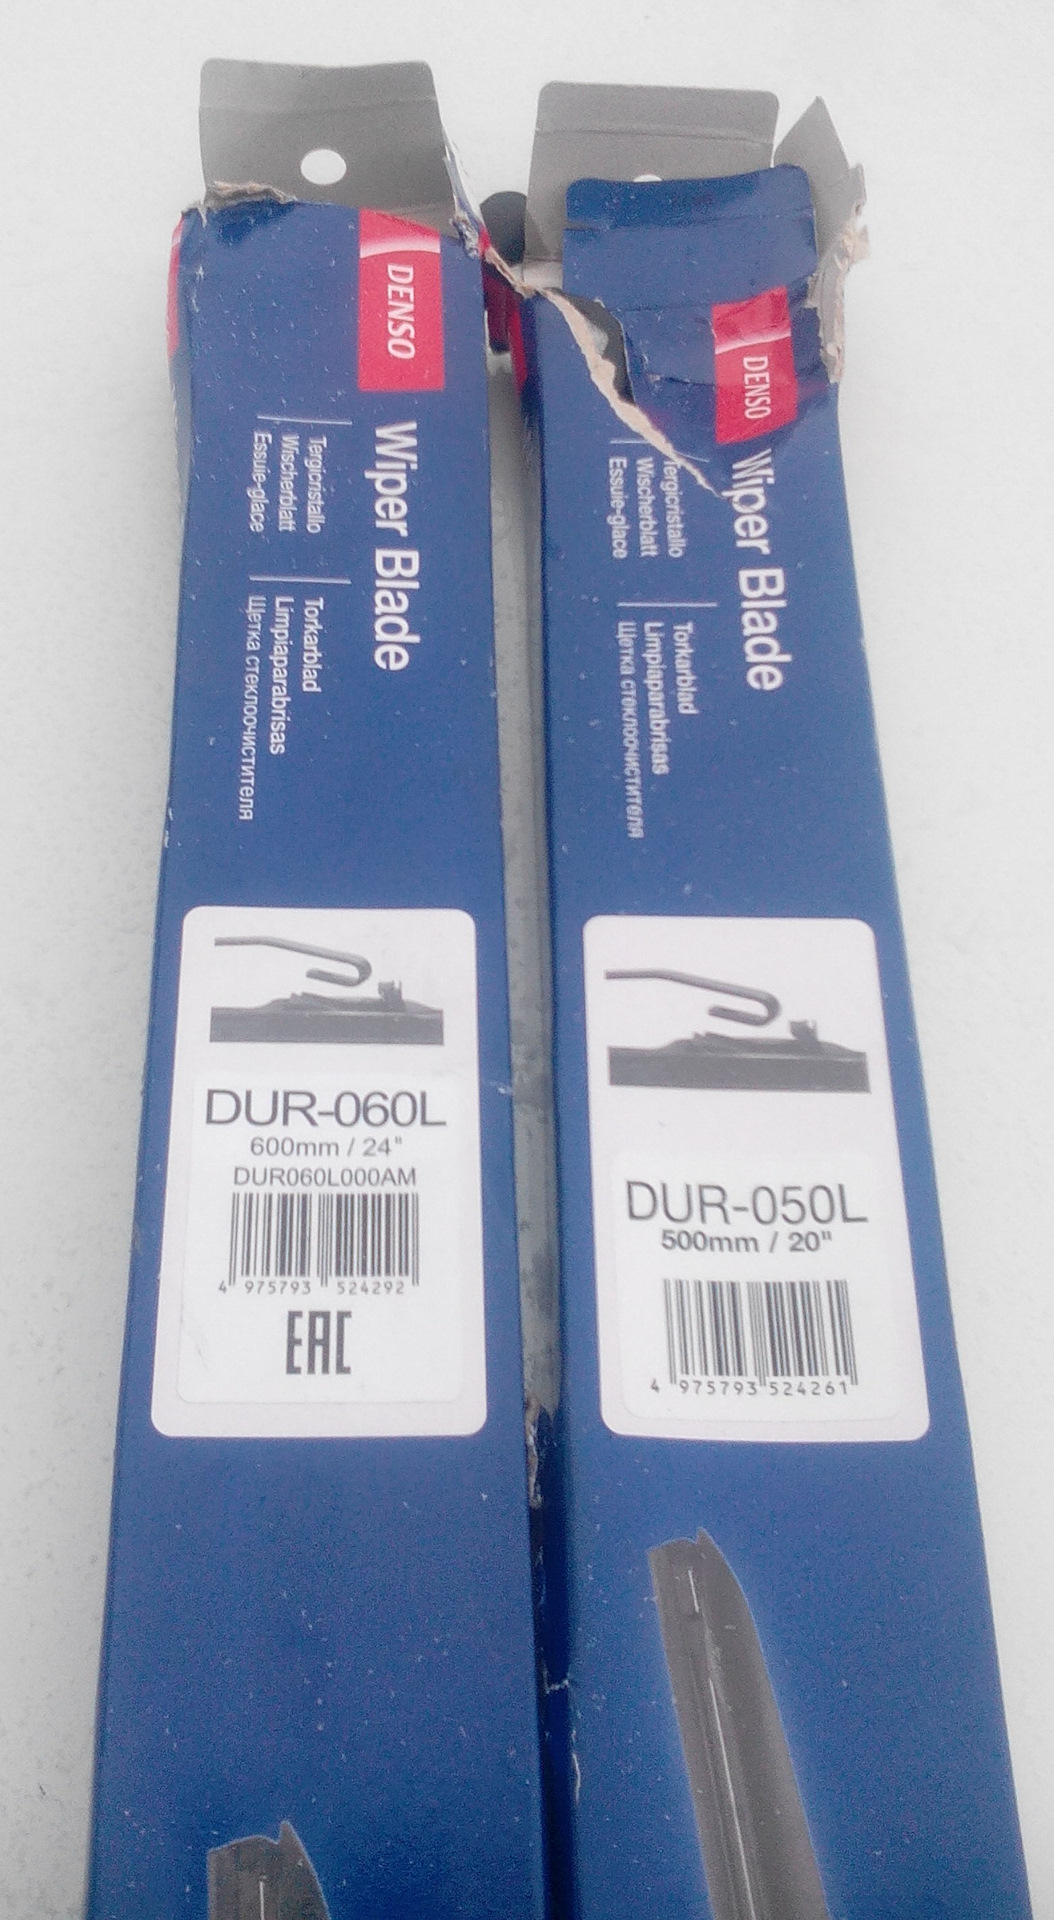 DENSO
Wiper Blade
Tergicristallo
Wischerblatt
Essuie-glace
Torkarblad
Limpiaparabrisas
Щетка стеклоочистителя
DUR-060L
600mm / 24"
DUR060L000AM
4 975793 524292
EAC
DENSO
Wiper Blade
Tergicristallo
Wischerblatt
Essuie-glace
Torkarblad
Limpiaparabrisas
Щетка стеклоочистителя
DUR-050L
500mm / 20"
4 975793 524261